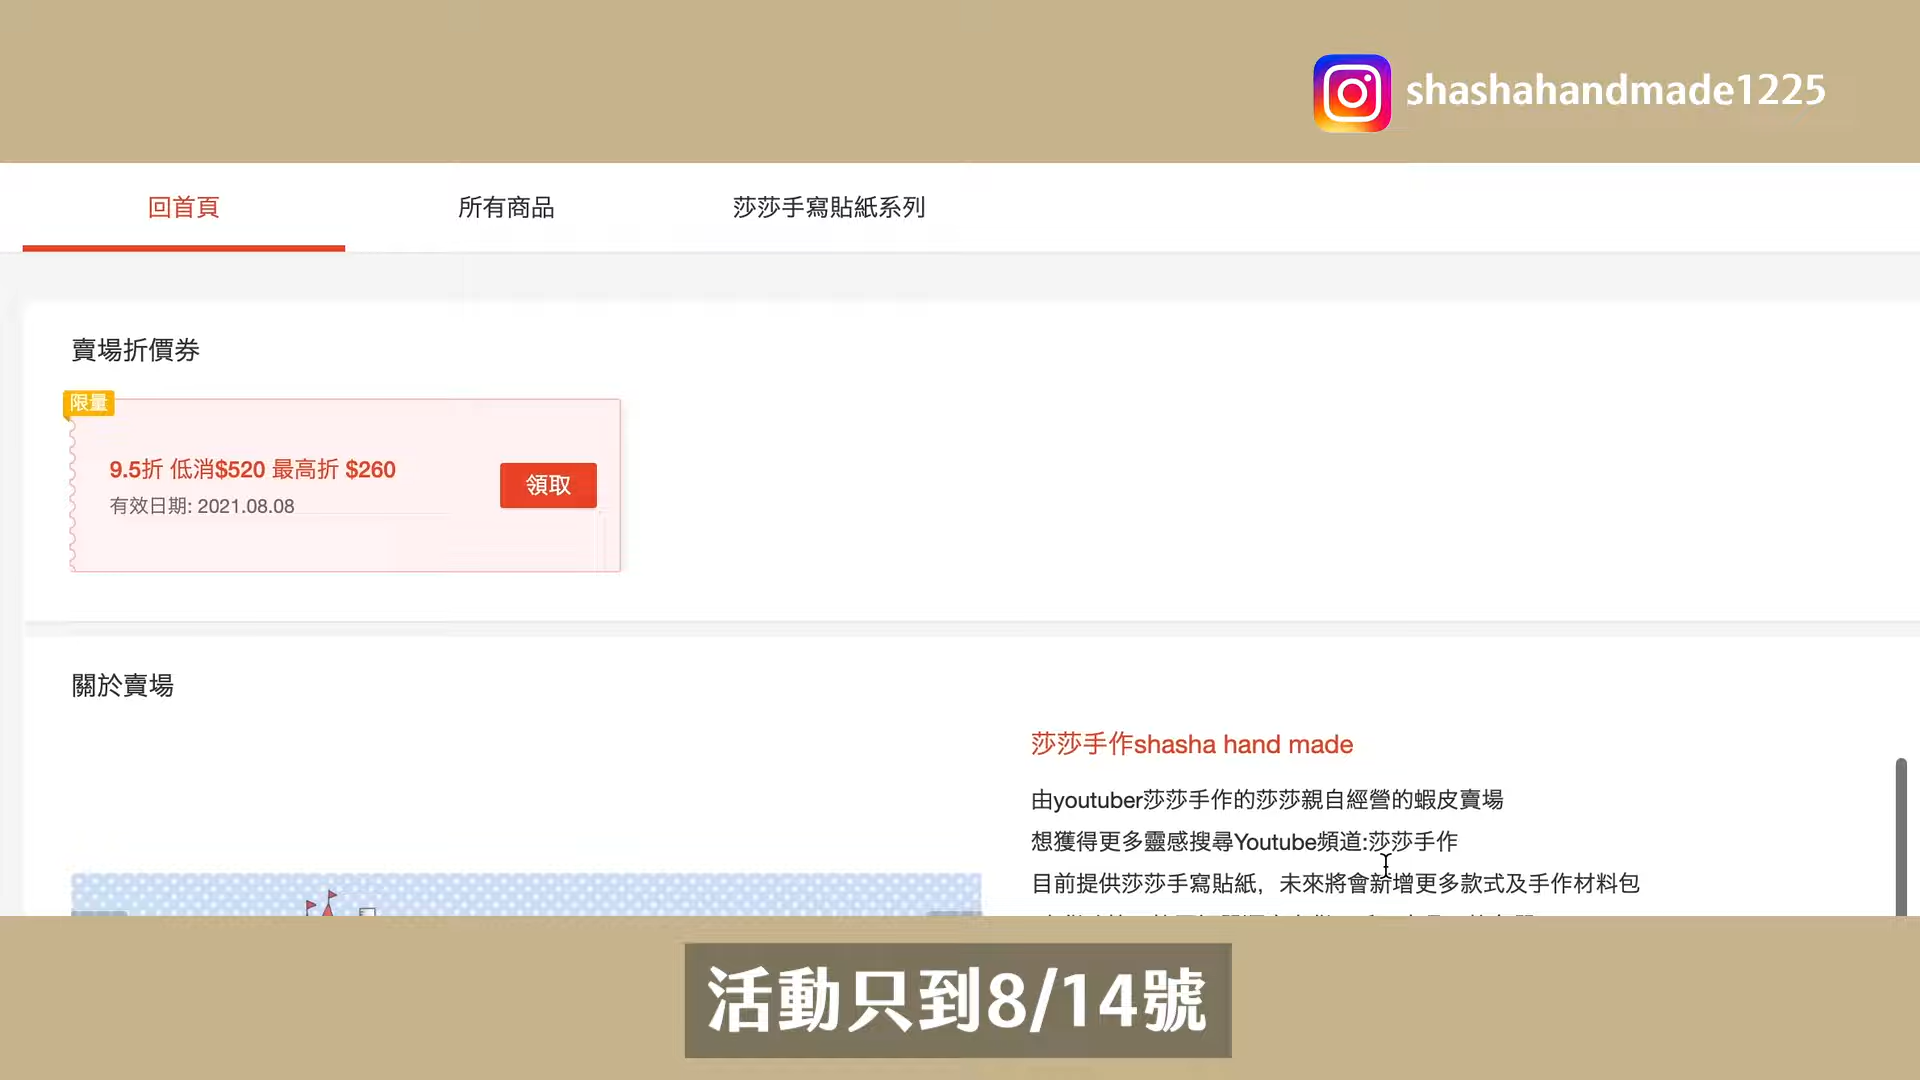 shashahandmade1225
回首頁
所有商品
莎莎手寫貼紙系列
賣場折價券
限量
9.5折 低消$520 最高折 $260
有效日期: 2021.08.08
領取
關於賣場
莎莎手作shasha hand made
由youtuber莎莎手作的莎莎親自經營的蝦皮賣場
想獲得更多靈感搜尋Youtube頻道:莎莎手作
目前提供莎莎手寫貼紙，未來將會新增更多款式及手作材料包
活動只到8/14號